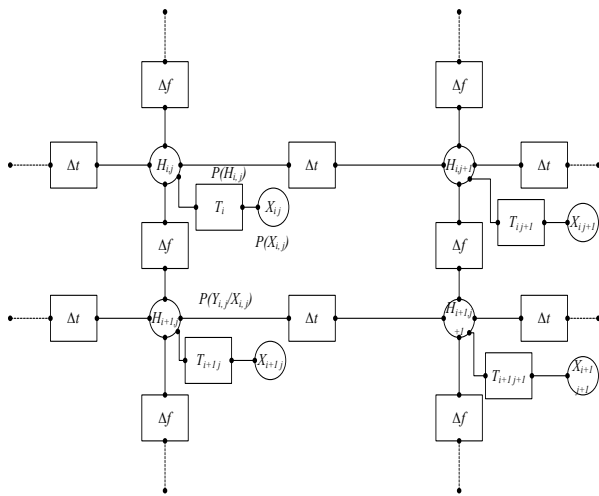 Δf
Δf
Δt
H_{i,j}
P(H_{i,j})
Δt
H_{i,j+1}
Δt
T_i
X_{i j}
P(X_{i,j})
T_{i j+1}
X_{i j+1}
Δf
Δf
Δt
H_{i+1,j}
P(Y_{i,j}/X_{i,j})
Δt
H_{i+1,j
+1}
Δt
T_{i+1 j}
X_{i+1 j}
T_{i+1 j+1}
X_{i+1
j+1}
Δf
Δf